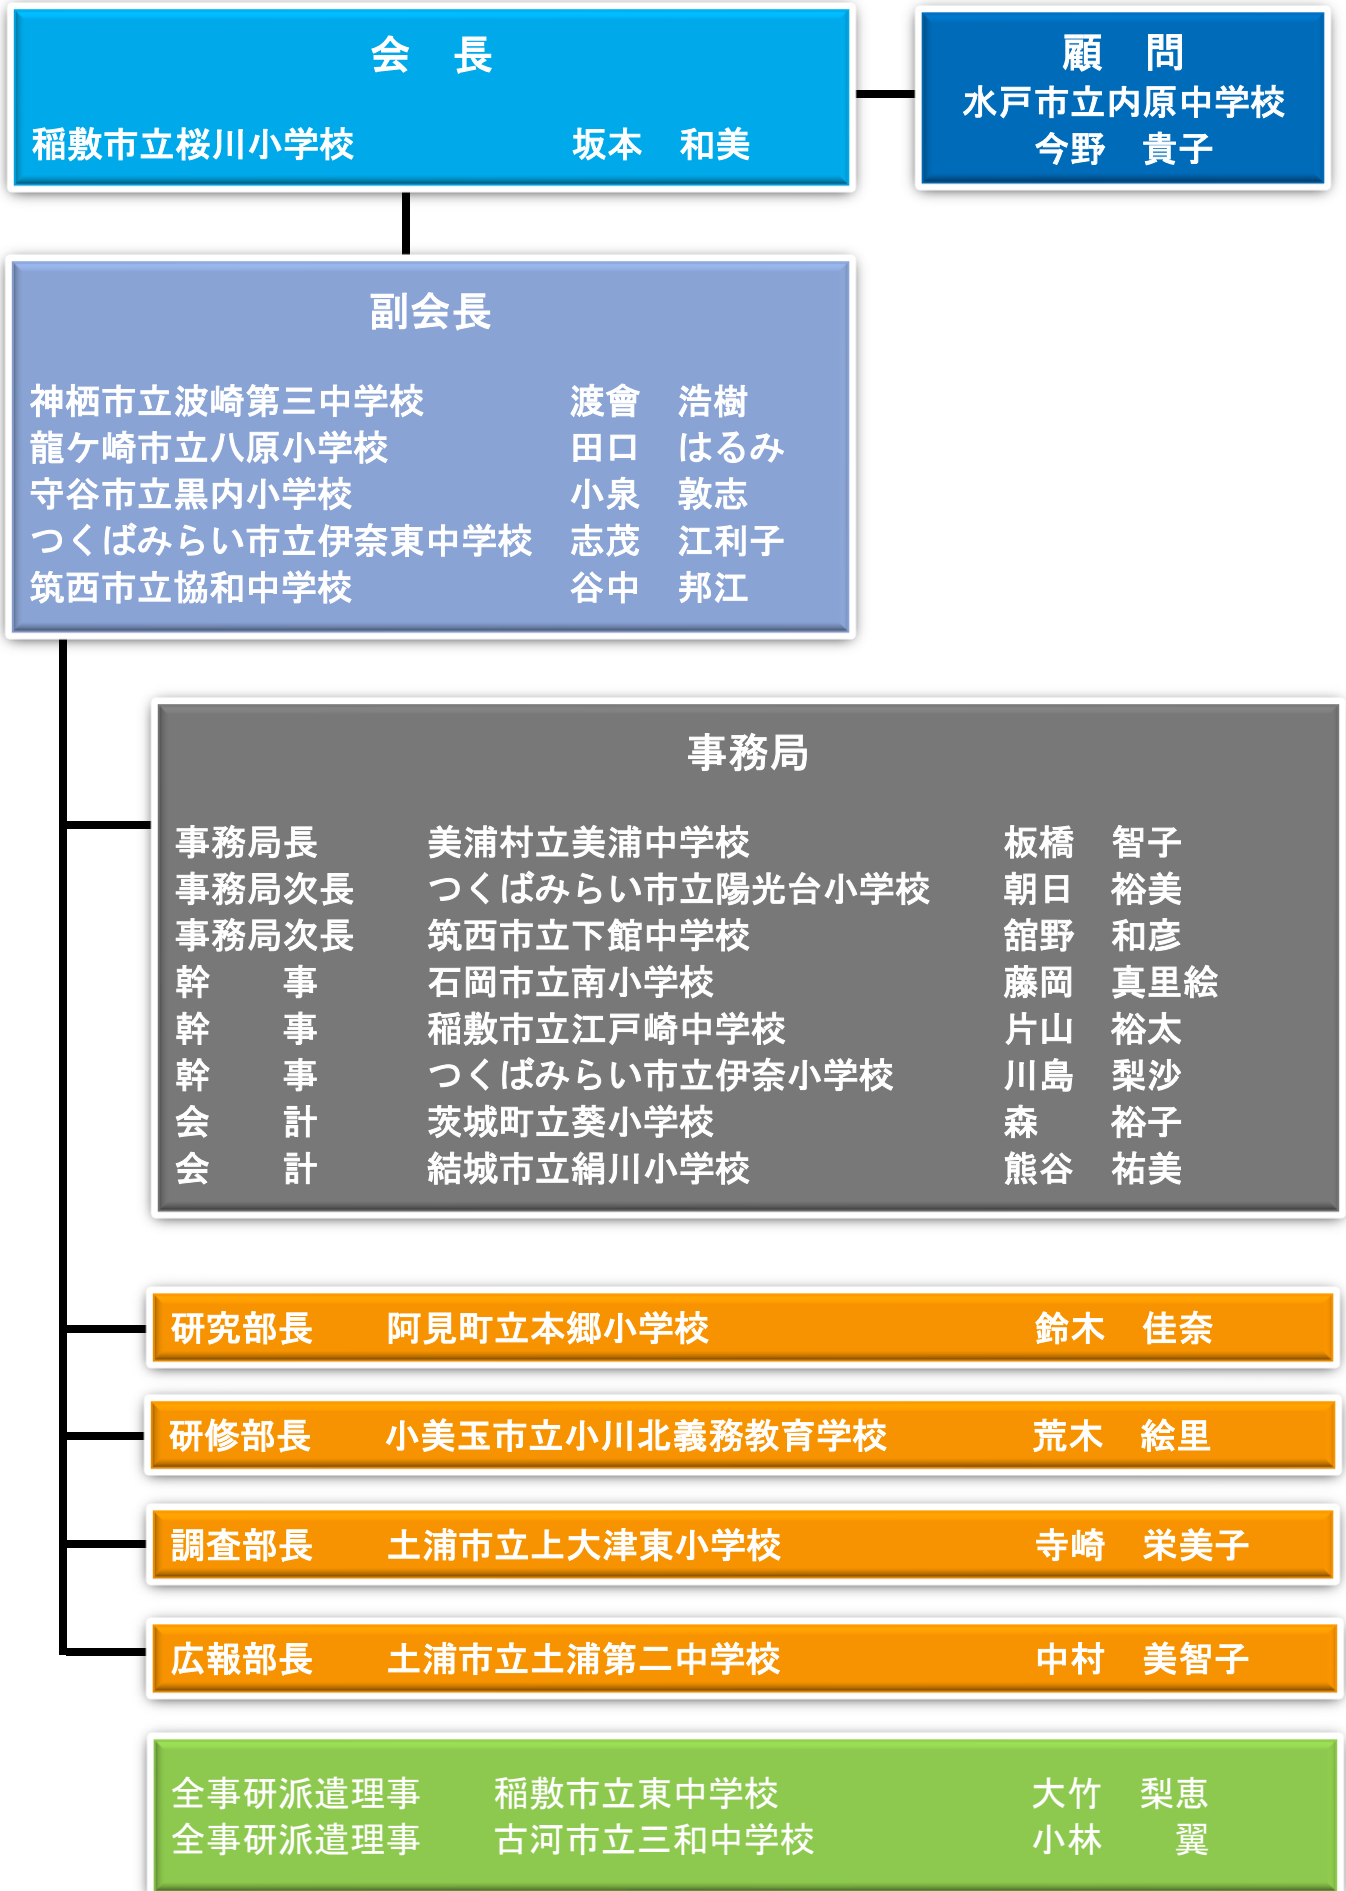 会　長
稲敷市立桜川小学校　坂本　和美
顧　問
水戸市立内原中学校
今野　貴子
副会長
神栖市立波崎第三中学校　渡會　浩樹
龍ケ崎市立八原小学校　田口　はるみ
守谷市立黒内小学校　小泉　敦志
つくばみらい市立伊奈東中学校　志茂　江利子
筑西市立協和中学校　谷中　邦江
事務局
事務局長　美浦村立美浦中学校　板橋　智子
事務局次長　つくばみらい市立陽光台小学校　朝日　裕美
事務局次長　筑西市立下館中学校　舘野　和彦
幹　事　石岡市立南小学校　藤岡　真里絵
幹　事　稲敷市立江戸崎中学校　片山　裕太
幹　事　つくばみらい市立伊奈小学校　川島　梨沙
会　計　茨城町立葵小学校　森　裕子
会　計　結城市立絹川小学校　熊谷　祐美
研究部長　阿見町立本郷小学校　鈴木　佳奈
研修部長　小美玉市立小川北義務教育学校　荒木　絵里
調査部長　土浦市立上大津東小学校　寺崎　栄美子
広報部長　土浦市立土浦第二中学校　中村　美智子
全事研派遣理事　稲敷市立東中学校　大竹　梨恵
全事研派遣理事　古河市立三和中学校　小林　翼